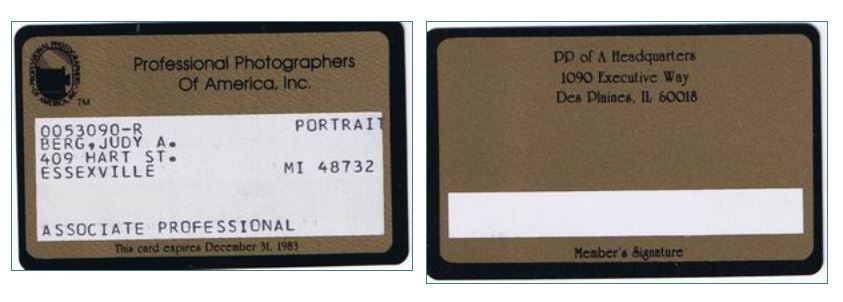 Professional Photographers
Of America, Inc.
TM
0053090-R PORTRAIT
BERG,JUDY A.
409 HART ST.
ESSEXVILLE MI 48732
ASSOCIATE PROFESSIONAL
This card expires December 31, 1983
PP of A Headquarters
1090 Executive Way
Des Plaines, IL 60018
Member's Signature